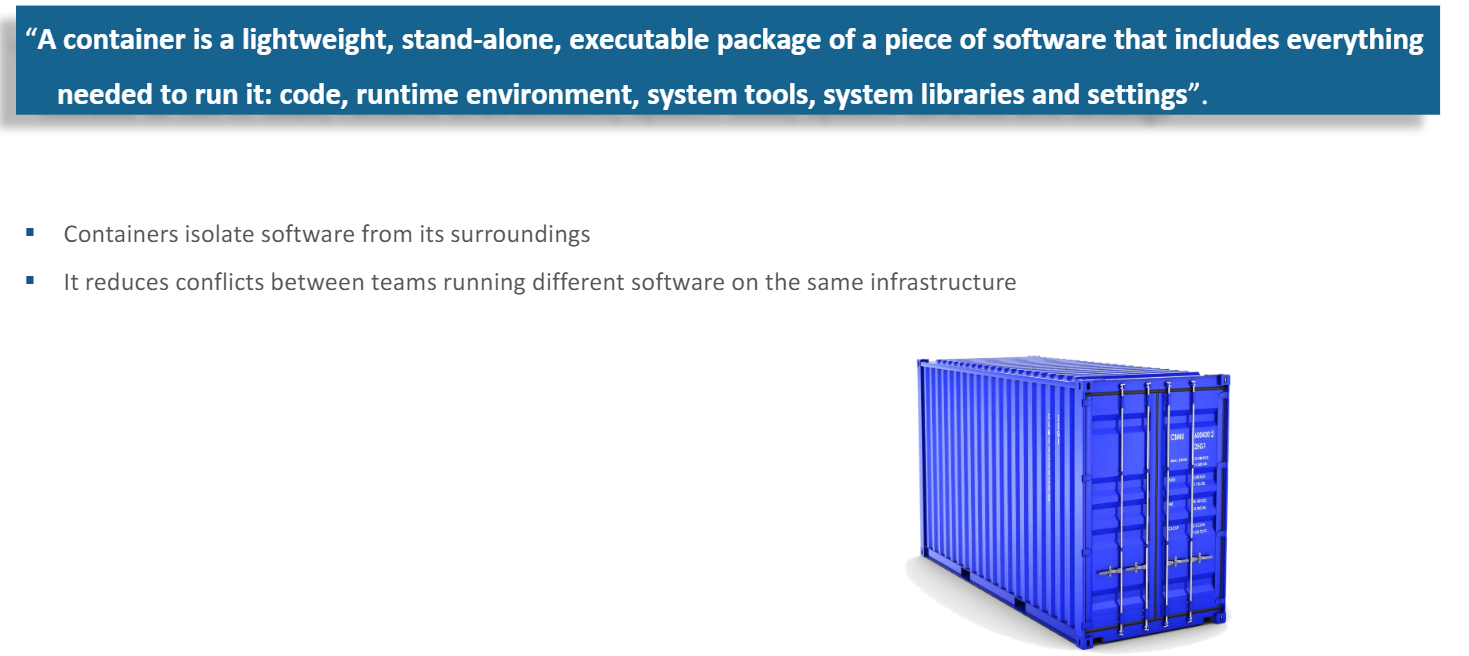 “A container is a lightweight, stand-alone, executable package of a piece of software that includes everything
needed to run it: code, runtime environment, system tools, system libraries and settings”.
Containers isolate software from its surroundings
It reduces conflicts between teams running different software on the same infrastructure